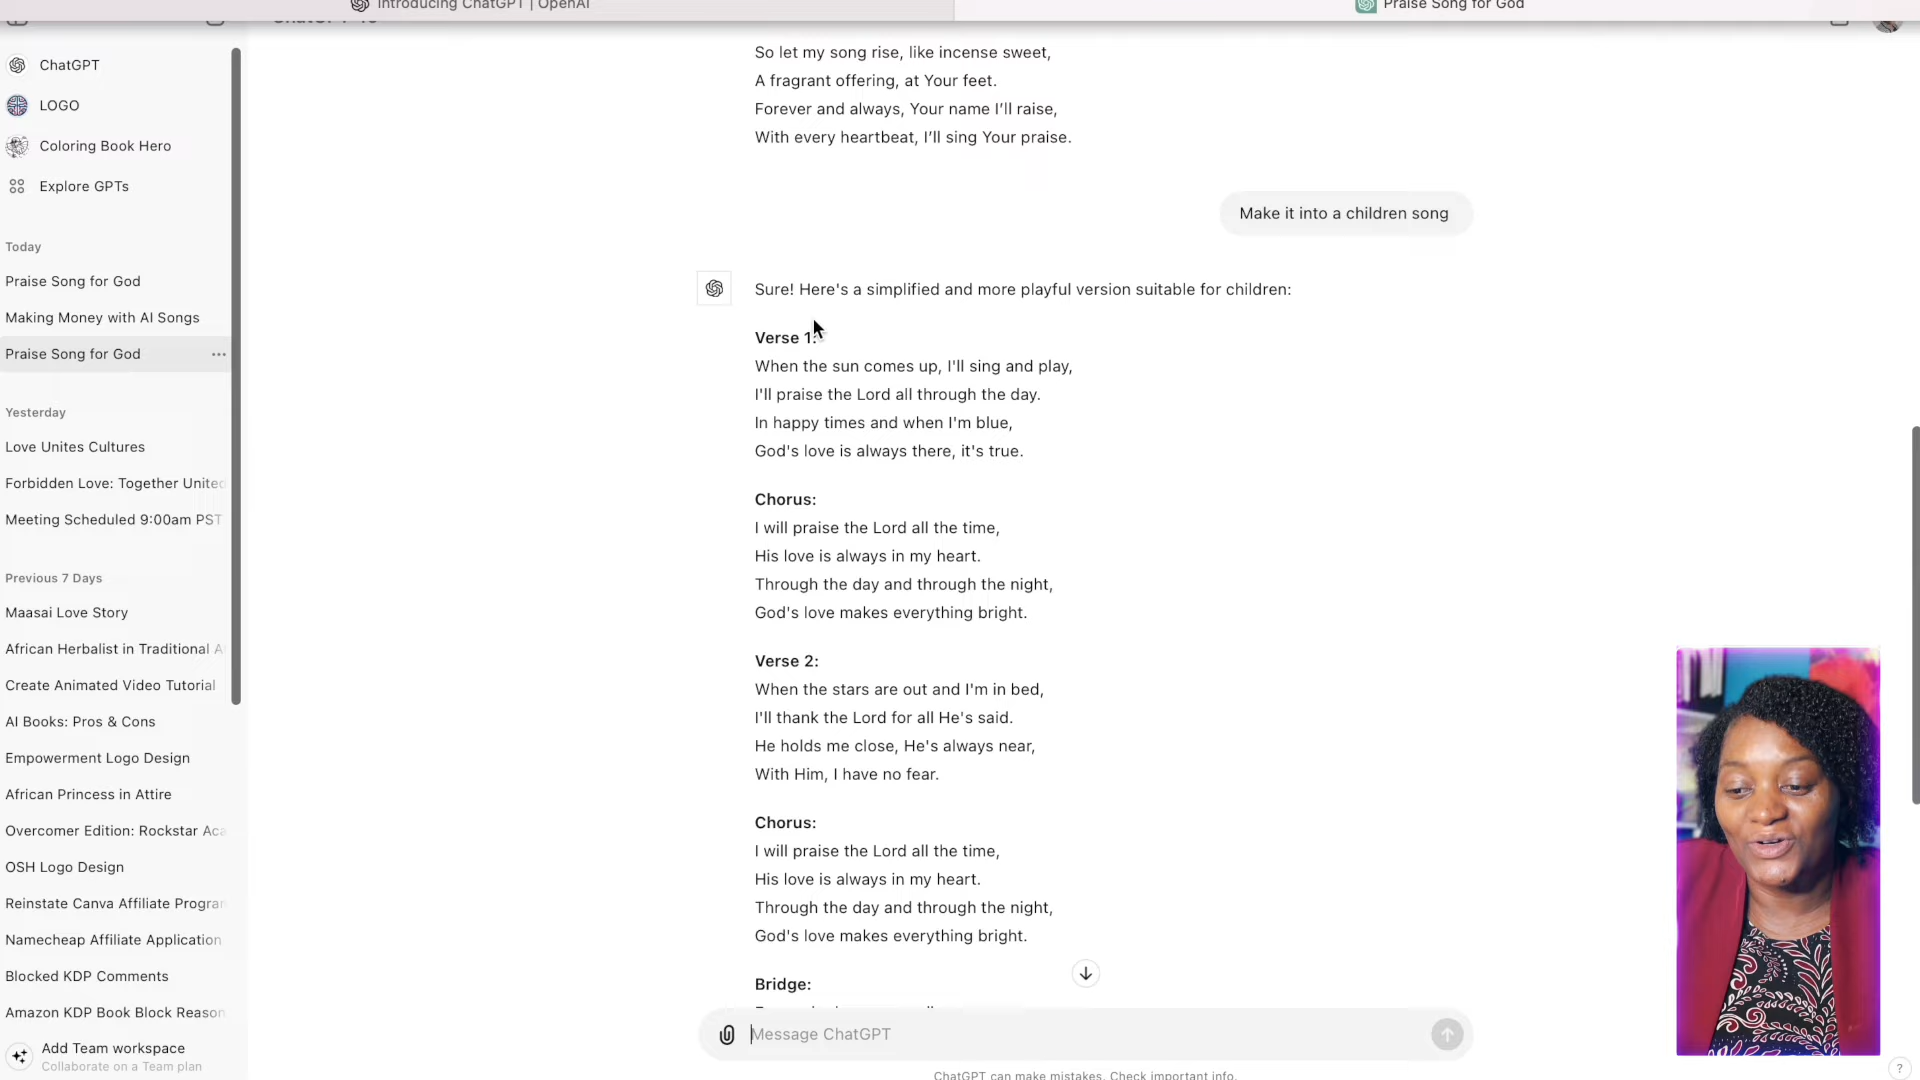 Introducing ChatGPT | OpenAI
Praise Song for God
ChatGPT
LOGO
Coloring Book Hero
Explore GPTs
Today
Praise Song for God
Making Money with AI Songs
Praise Song for God
Yesterday
Love Unites Cultures
Forbidden Love: Together United
Meeting Scheduled 9:00am PST
Previous 7 Days
Maasai Love Story
African Herbalist in Traditional A
Create Animated Video Tutorial
AI Books: Pros & Cons
Empowerment Logo Design
African Princess in Attire
Overcomer Edition: Rockstar Aca
OSH Logo Design
Reinstate Canva Affiliate Program
Namecheap Affiliate Application
Blocked KDP Comments
Amazon KDP Book Block Reason
Add Team workspace
Collaborate on a Team plan
So let my song rise, like incense sweet,
A fragrant offering, at Your feet.
Forever and always, Your name I’ll raise,
With every heartbeat, I’ll sing Your praise.
Make it into a children song
Sure! Here's a simplified and more playful version suitable for children:
Verse 1:
When the sun comes up, I'll sing and play,
I'll praise the Lord all through the day.
In happy times and when I'm blue,
God's love is always there, it's true.
Chorus:
I will praise the Lord all the time,
His love is always in my heart.
Through the day and through the night,
God's love makes everything bright.
Verse 2:
When the stars are out and I'm in bed,
I'll thank the Lord for all He's said.
He holds me close, He's always near,
With Him, I have no fear.
Chorus:
I will praise the Lord all the time,
His love is always in my heart.
Through the day and through the night,
God's love makes everything bright.
Bridge:
Message ChatGPT
ChatGPT can make mistakes. Check important info.
?